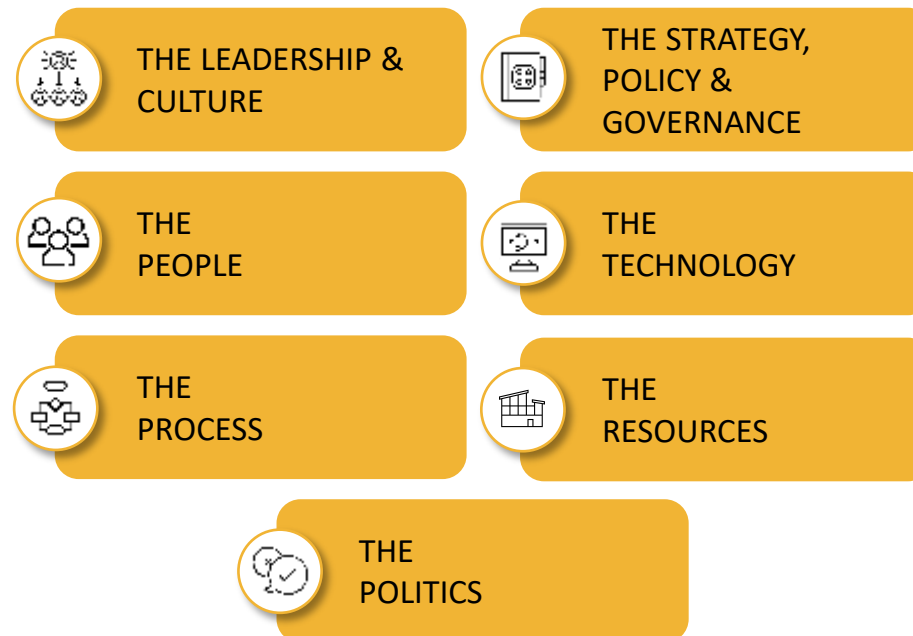 THE LEADERSHIP &
CULTURE
THE STRATEGY,
POLICY &
GOVERNANCE
THE
PEOPLE
THE
TECHNOLOGY
THE
PROCESS
THE
RESOURCES
THE
POLITICS